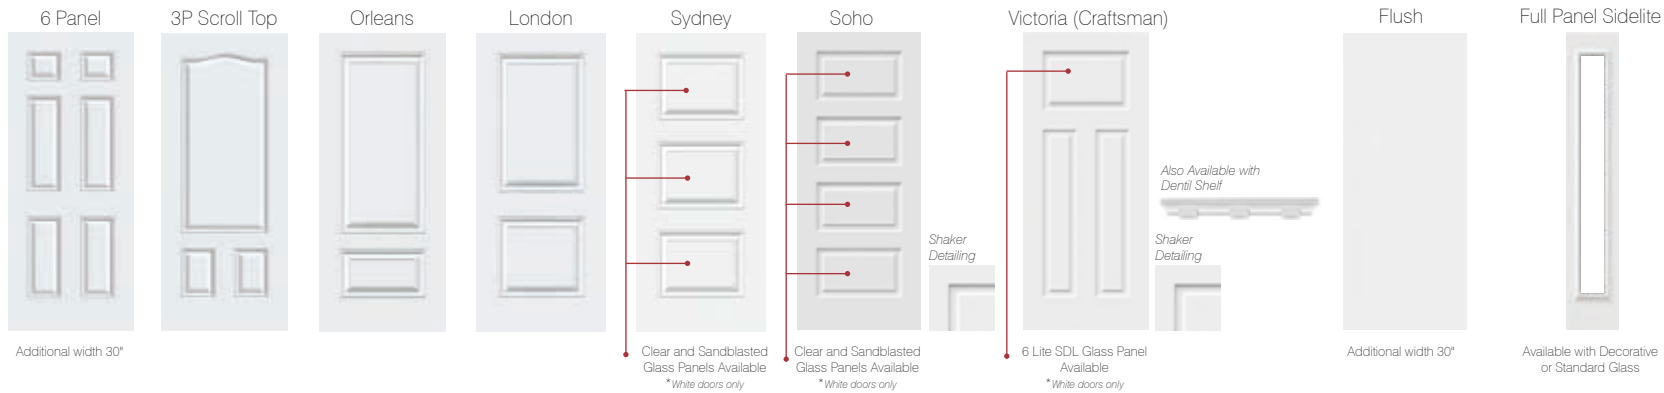 6 Panel
3P Scroll Top
Orleans
London
Sydney
Soho
Victoria (Craftsman)
Flush
Full Panel Sidelite
Also Available with
Dentil Shelf
Shaker
Detailing
Shaker
Detailing
Additional width 30"
Clear and Sandblasted
Glass Panels Available
*White doors only
Clear and Sandblasted
Glass Panels Available
*White doors only
6 Lite SDL Glass Panel
Available
*White doors only
Additional width 30"
Available with Decorative
or Standard Glass